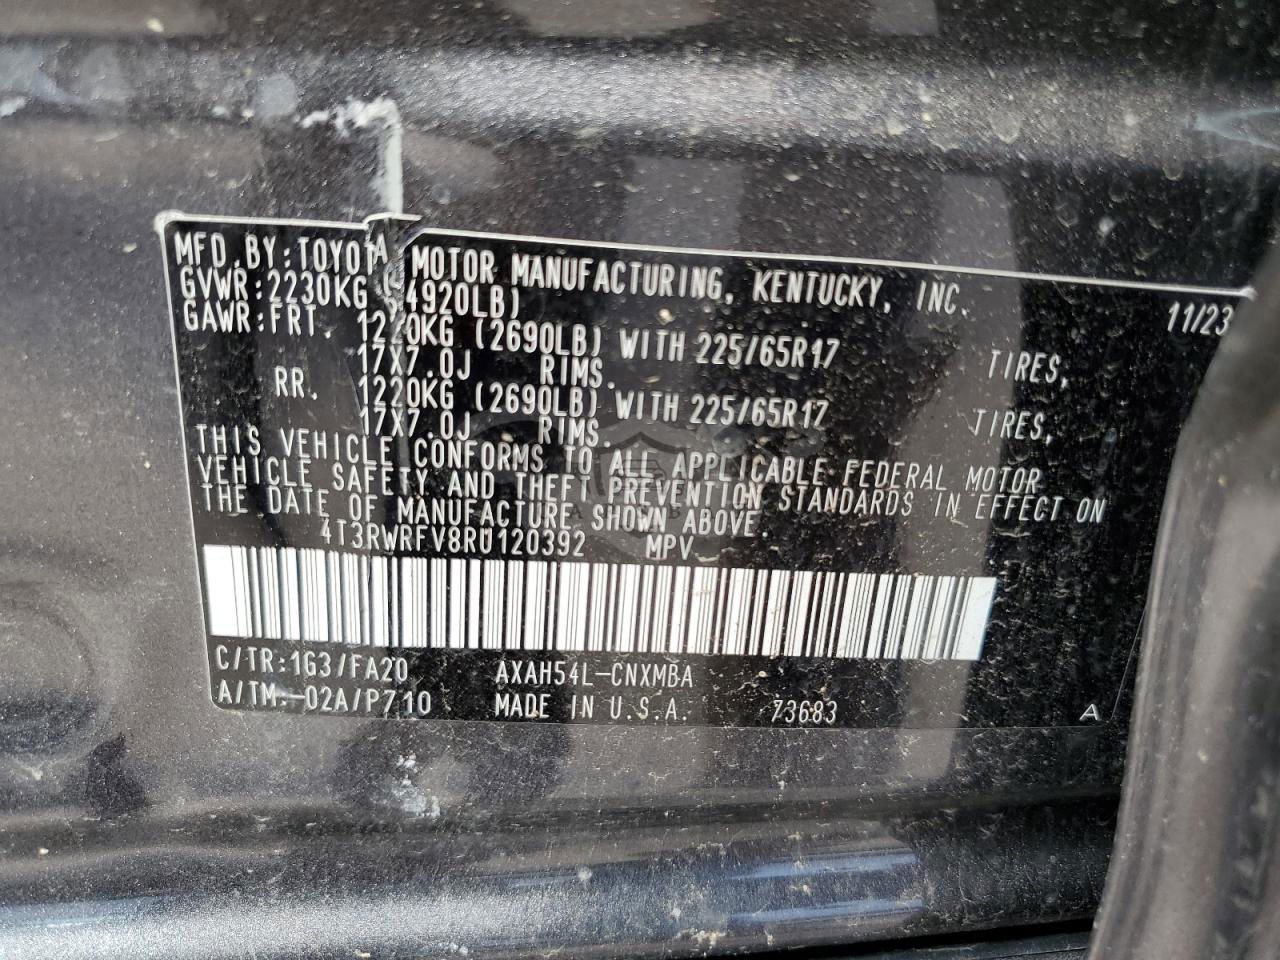 MFD. BY: TOYOTA MOTOR MANUFACTURING, KENTUCKY, INC. 11/23
GVWR: 2230KG (4920LB)
GAWR: FRT. 1220KG (2690LB) WITH 225/65R17 TIRES,
17X7.0J RIMS.
RR. 1220KG (2690LB) WITH 225/65R17 TIRES,
17X7.0J RIMS.
THIS VEHICLE CONFORMS TO ALL APPLICABLE FEDERAL MOTOR
VEHICLE SAFETY AND THEFT PREVENTION STANDARDS IN EFFECT ON
THE DATE OF MANUFACTURE SHOWN ABOVE.
4T3RWRFV8RU120392 MPV
C/TR: 1G3/FA20 AXAH54L-CNXMBA
A/TM: -02A/P710 MADE IN U.S.A. 73683 A